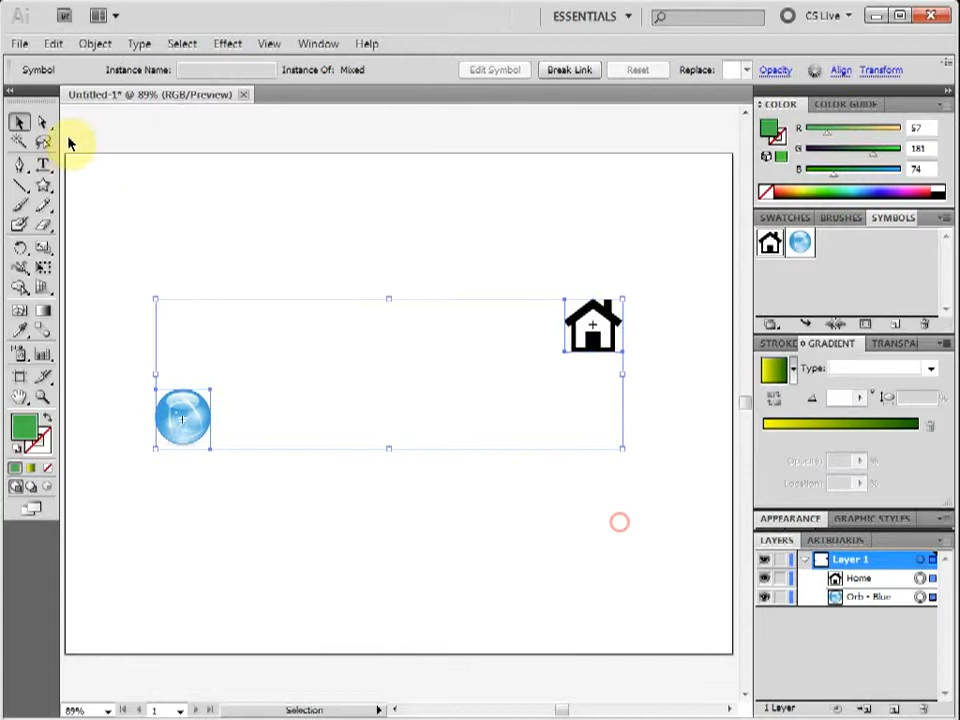 Ai
ESSENTIALS
CS Live
File Edit Object Type Select Effect View Window Help
Symbol Instance Name: Instance Of: Mixed Edit Symbol Break Link Reset Replace: Opacity Align Transform
Untitled-1* @ 89% (RGB/Preview)
COLOR COLOR GUIDE
R 57
G 181
B 74
SWATCHES BRUSHES SYMBOLS
STROKE GRADIENT TRANSPA
Type:
Opacity: %
Location: %
APPEARANCE GRAPHIC STYLES
LAYERS ARTBOARDS
Layer 1
Home
Orb - Blue
89% 1 Selection
1 Layer